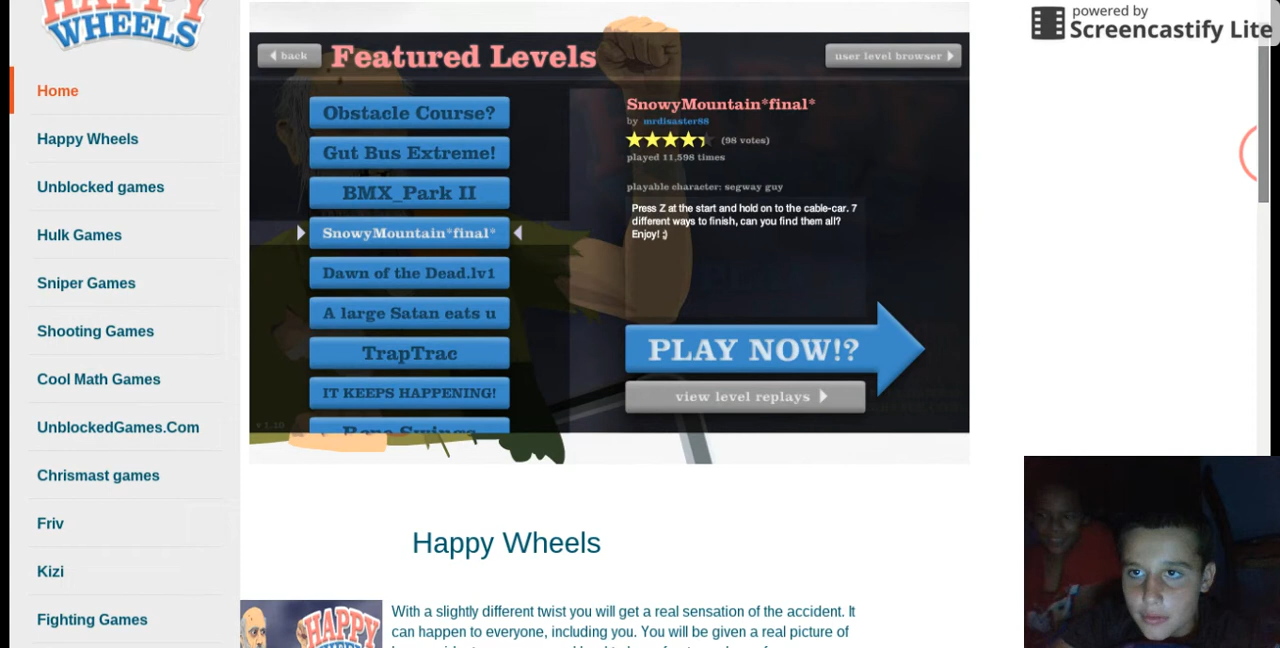 HAPPY
WHEELS
Home
Happy Wheels
Unblocked games
Hulk Games
Sniper Games
Shooting Games
Cool Math Games
UnblockedGames.Com
Chrismast games
Friv
Kizi
Fighting Games
back
Featured Levels
user level browser
Obstacle Course?
Gut Bus Extreme!
BMX_Park II
SnowyMountain*final*
Dawn of the Dead.lv1
A large Satan eats u
TrapTrac
IT KEEPS HAPPENING!
v 1.10
SnowyMountain*final*
by mrdisaster88
(98 votes)
played 11,598 times
playable character: segway guy
Press Z at the start and hold on to the cable-car. 7
different ways to finish, can you find them all?
Enjoy! ;)
PLAY NOW!?
view level replays
powered by
Screencastify Lite
Happy Wheels
HAPPY
With a slightly different twist you will get a real sensation of the accident. It
can happen to everyone, including you. You will be given a real picture of